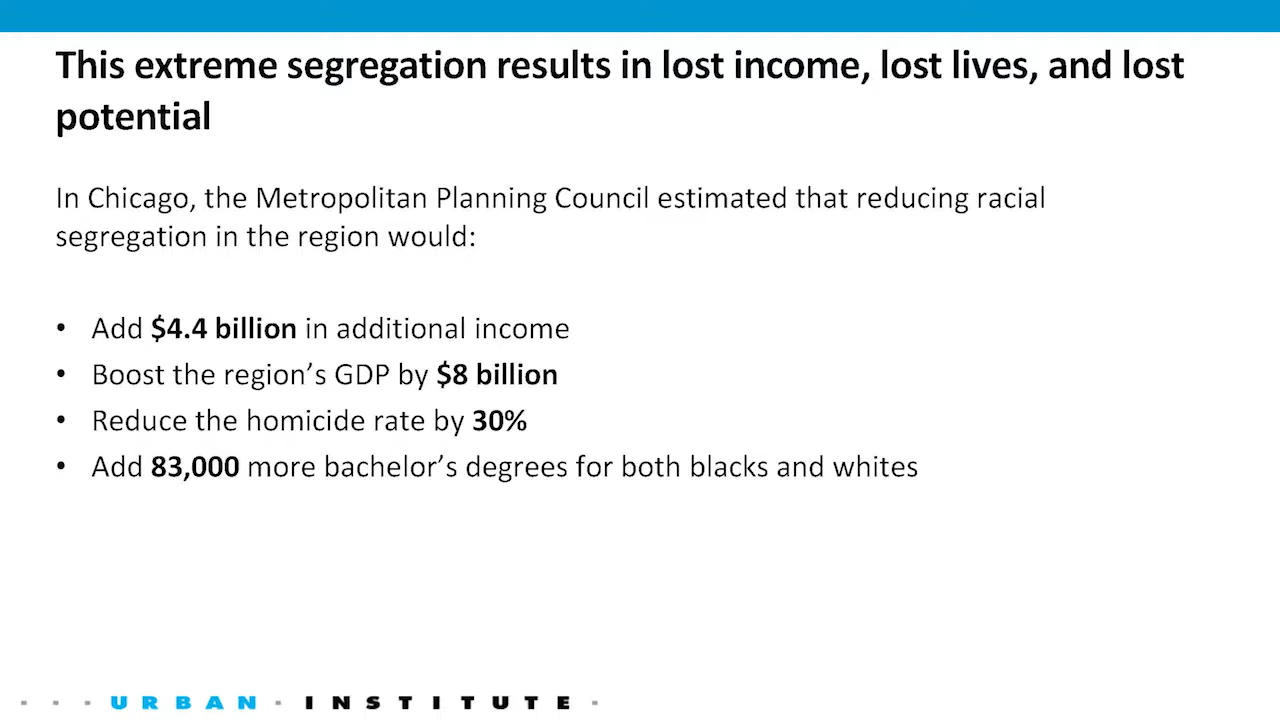 This extreme segregation results in lost income, lost lives, and lost
potential
In Chicago, the Metropolitan Planning Council estimated that reducing racial
segregation in the region would:
• Add $4.4 billion in additional income
• Boost the region’s GDP by $8 billion
• Reduce the homicide rate by 30%
• Add 83,000 more bachelor’s degrees for both blacks and whites
URBAN INSTITUTE